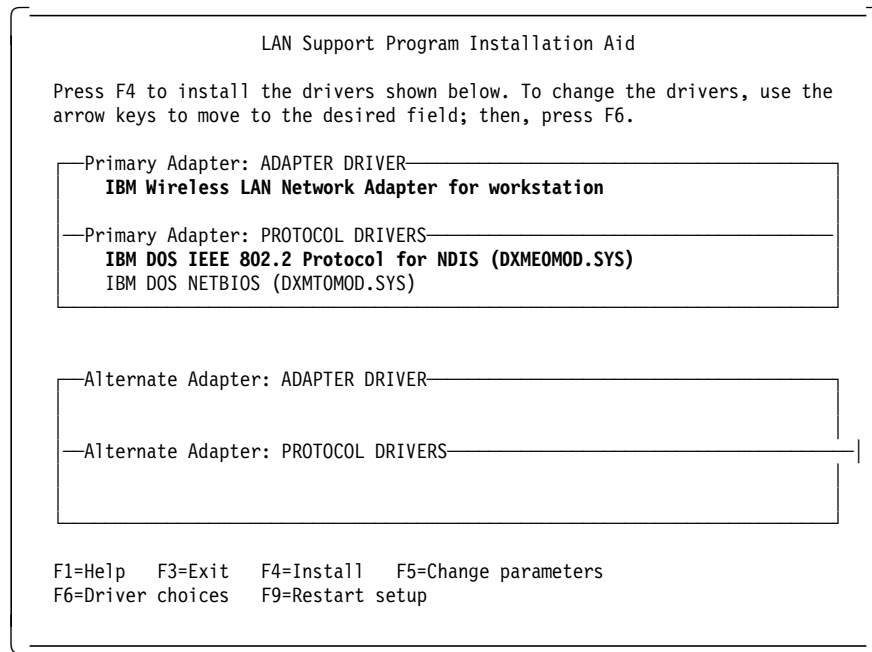 LAN Support Program Installation Aid
Press F4 to install the drivers shown below. To change the drivers, use the
arrow keys to move to the desired field; then, press F6.
Primary Adapter: ADAPTER DRIVER
IBM Wireless LAN Network Adapter for workstation
Primary Adapter: PROTOCOL DRIVERS
IBM DOS IEEE 802.2 Protocol for NDIS (DXMEOMOD.SYS)
IBM DOS NETBIOS (DXMTOMOD.SYS)
Alternate Adapter: ADAPTER DRIVER
Alternate Adapter: PROTOCOL DRIVERS
F1=Help F3=Exit F4=Install F5=Change parameters
F6=Driver choices F9=Restart setup